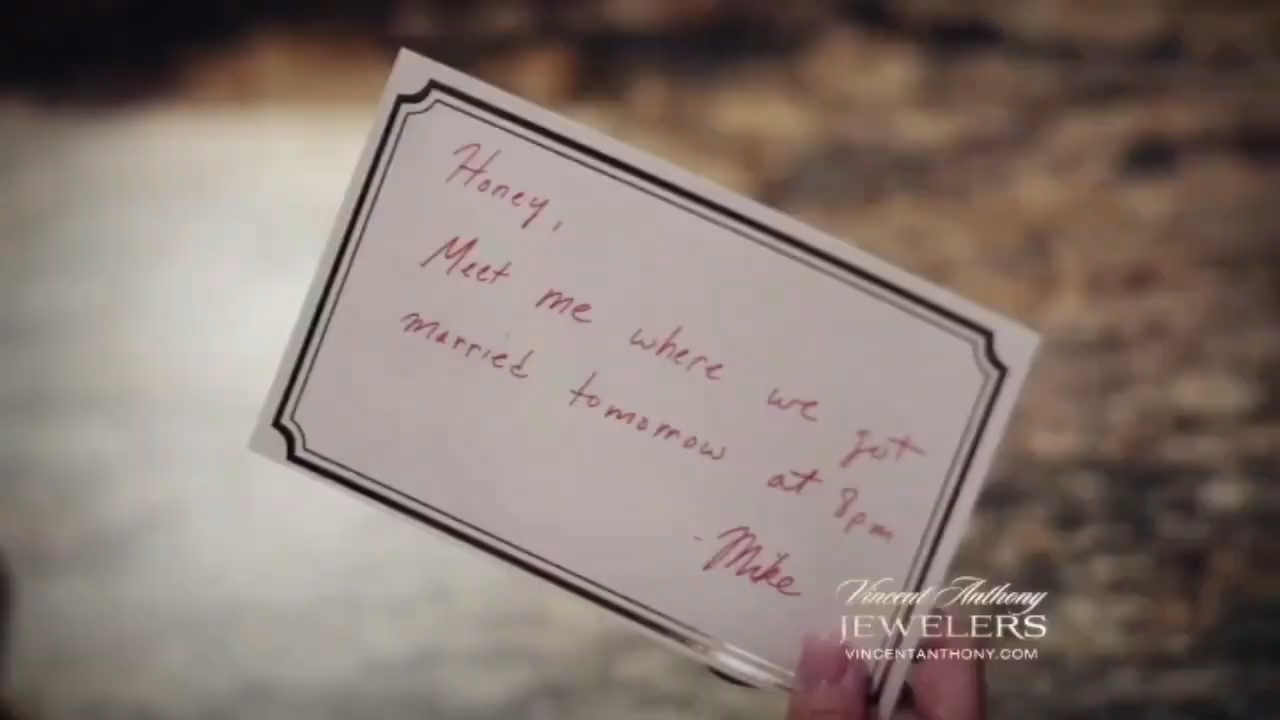 Honey,
Meet me where we got
married tomorrow at 8pm
-Mike
Vincent Anthony
JEWELERS
VINCENTANTHONY.COM